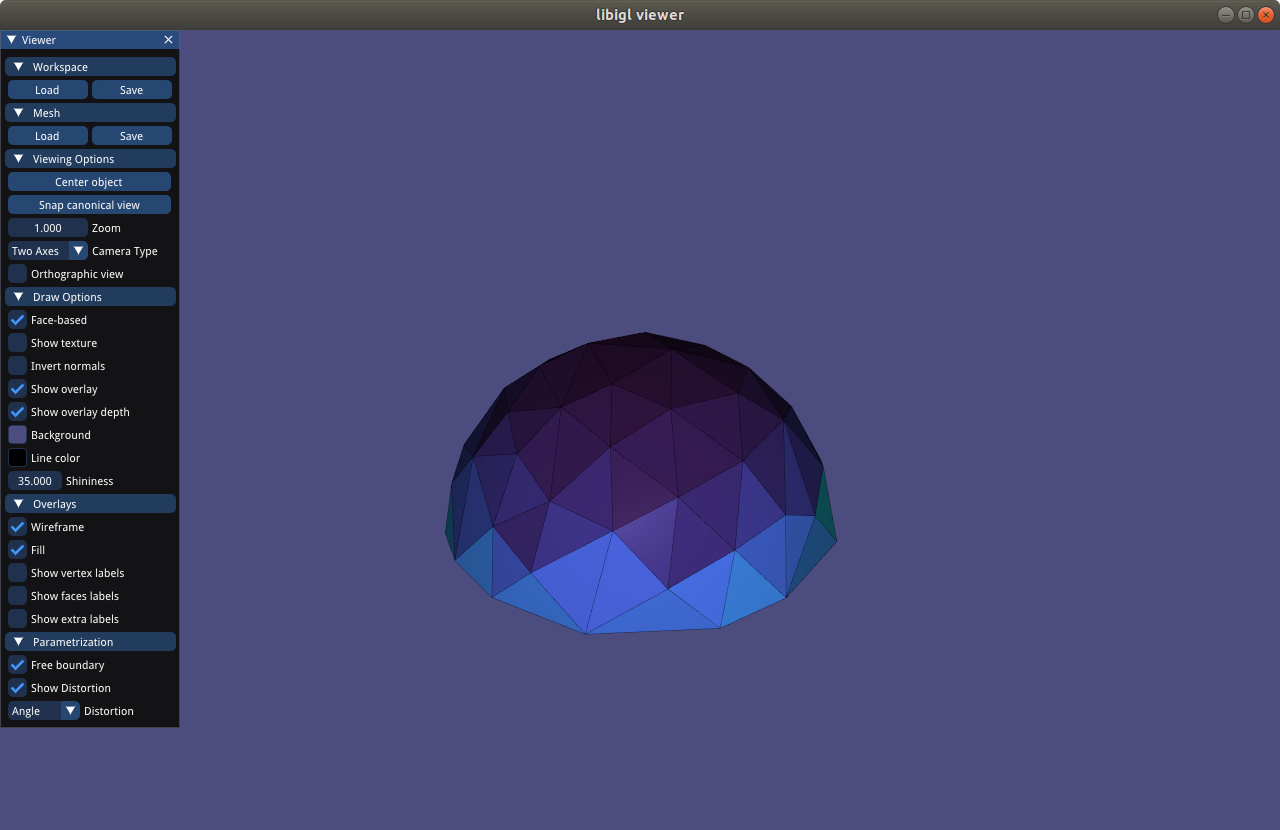 libigl viewer
Viewer
Workspace
Load Save
Mesh
Load Save
Viewing Options
Center object
Snap canonical view
1.000 Zoom
Two Axes Camera Type
Orthographic view
Draw Options
Face-based
Show texture
Invert normals
Show overlay
Show overlay depth
Background
Line color
35.000 Shininess
Overlays
Wireframe
Fill
Show vertex labels
Show faces labels
Show extra labels
Parametrization
Free boundary
Show Distortion
Angle Distortion